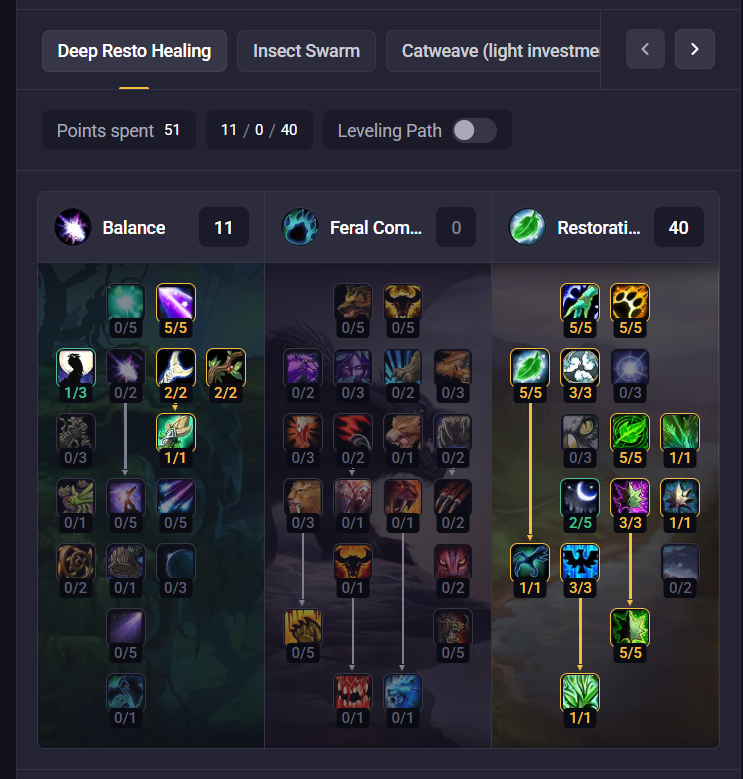 Deep Resto Healing Insect Swarm Catweave (light investme
Points spent 51 11 / 0 / 40 Leveling Path
Balance 11 Feral Com... 0 Restorati... 40
0/5 5/5 0/5 0/5 5/5 5/5
1/3 0/2 2/2 2/2 0/2 0/3 0/2 0/3 5/5 3/3 0/3
0/3 1/1 0/3 0/2 0/1 0/2 0/3 5/5 1/1
0/1 0/5 0/5 0/3 0/1 0/1 0/2 2/5 3/3 1/1
0/2 0/1 0/3 0/1 0/2 1/1 3/3 0/2
0/5 0/5 0/5 5/5
0/1 0/1 0/1 1/1